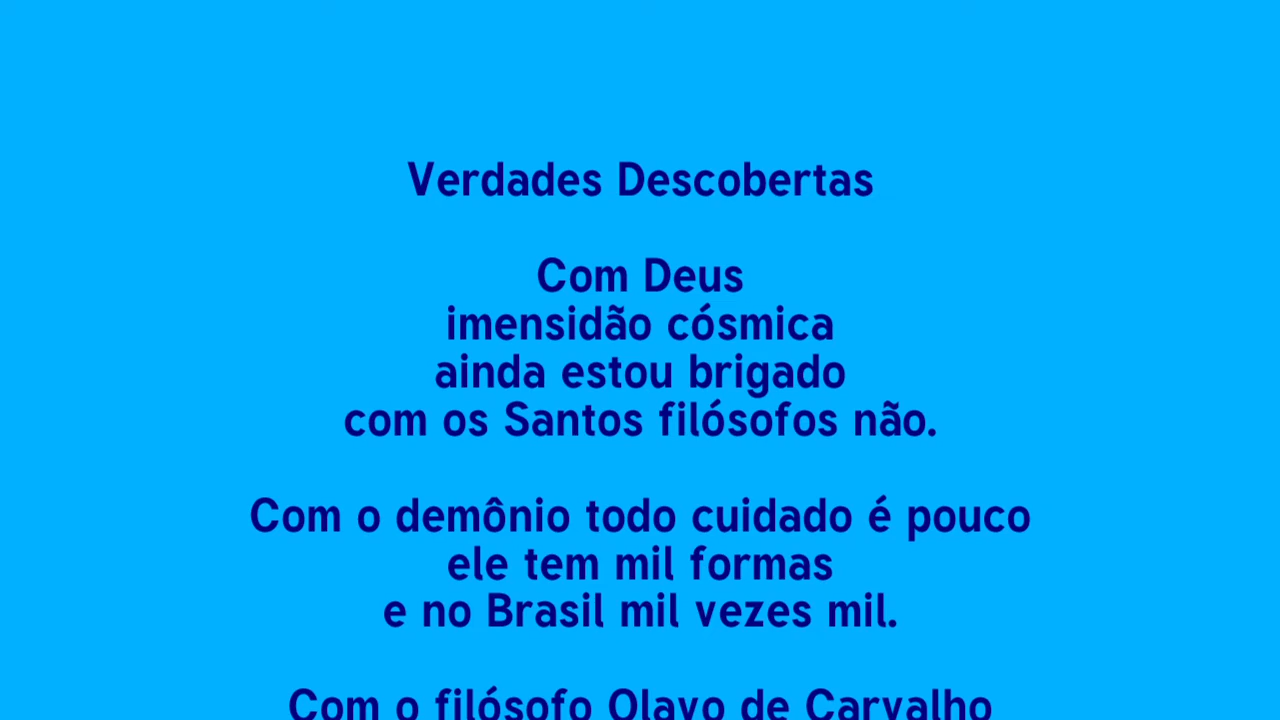 Verdades Descobertas
Com Deus
imensidão cósmica
ainda estou brigado
com os Santos filósofos não.
Com o demônio todo cuidado é pouco
ele tem mil formas
e no Brasil mil vezes mil.
Com o filósofo Olavo de Carvalho